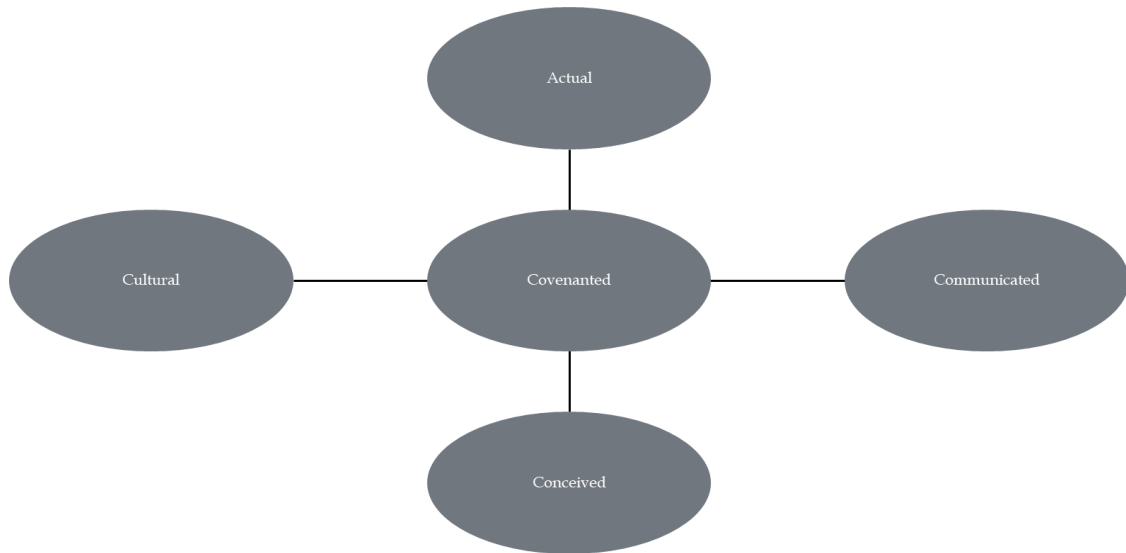 Actual
Cultural
Covenanted
Communicated
Conceived